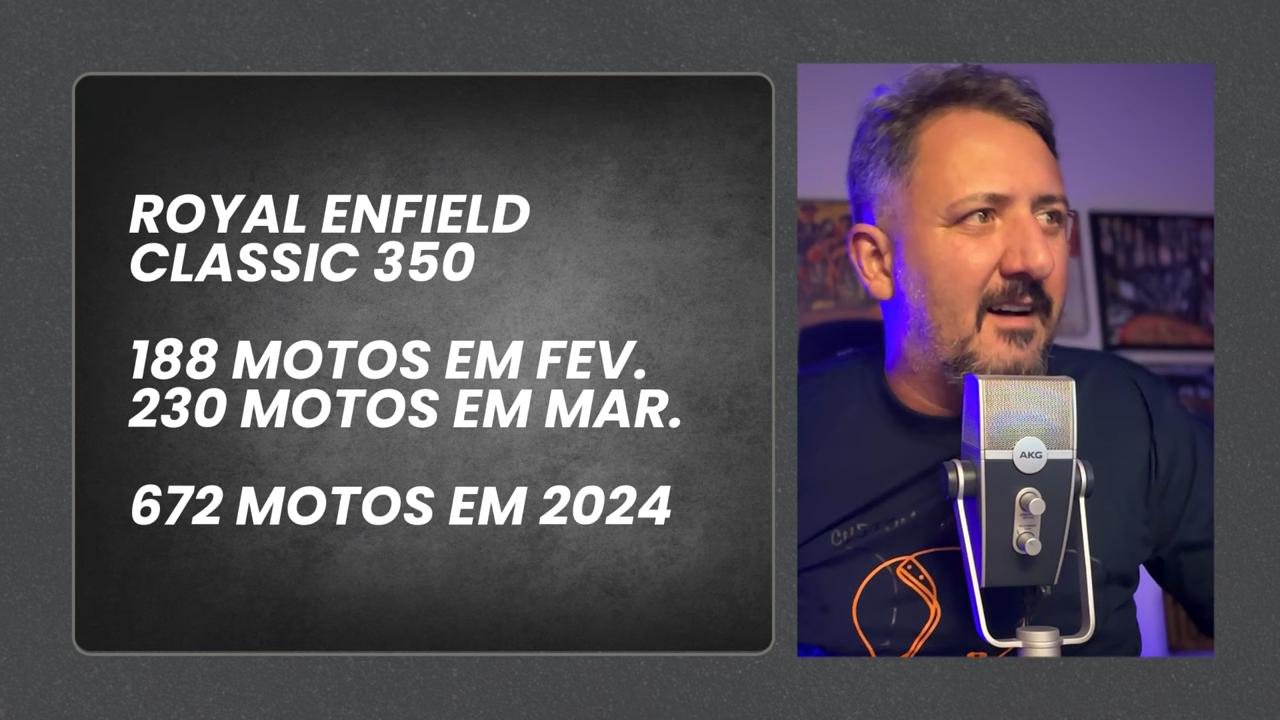 ROYAL ENFIELD
CLASSIC 350
188 MOTOS EM FEV.
230 MOTOS EM MAR.
672 MOTOS EM 2024
AKG